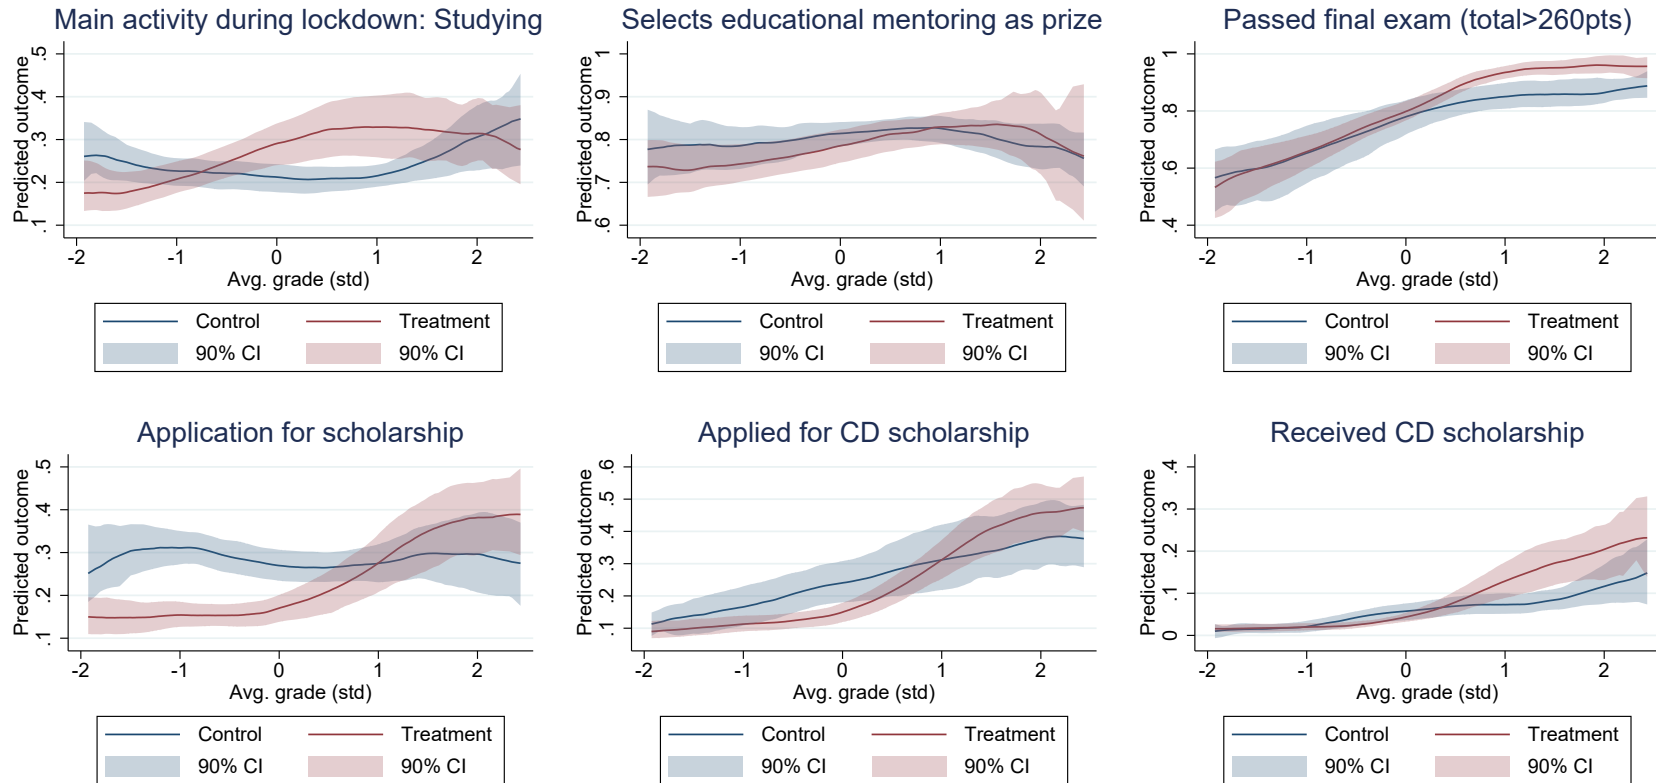 Main activity during lockdown: Studying
Predicted outcome
.5
.4
.3
.2
.1
-2 -1 0 1 2
Avg. grade (std)
Control Treatment
90% CI 90% CI
Selects educational mentoring as prize
Predicted outcome
1
.9
.8
.7
.6
-2 -1 0 1 2
Avg. grade (std)
Control Treatment
90% CI 90% CI
Passed final exam (total>260pts)
Predicted outcome
1
.8
.6
.4
-2 -1 0 1 2
Avg. grade (std)
Control Treatment
90% CI 90% CI
Application for scholarship
Predicted outcome
.5
.4
.3
.2
.1
-2 -1 0 1 2
Avg. grade (std)
Control Treatment
90% CI 90% CI
Applied for CD scholarship
Predicted outcome
.6
.5
.4
.3
.2
.1
-2 -1 0 1 2
Avg. grade (std)
Control Treatment
90% CI 90% CI
Received CD scholarship
Predicted outcome
.4
.3
.2
.1
0
-2 -1 0 1 2
Avg. grade (std)
Control Treatment
90% CI 90% CI